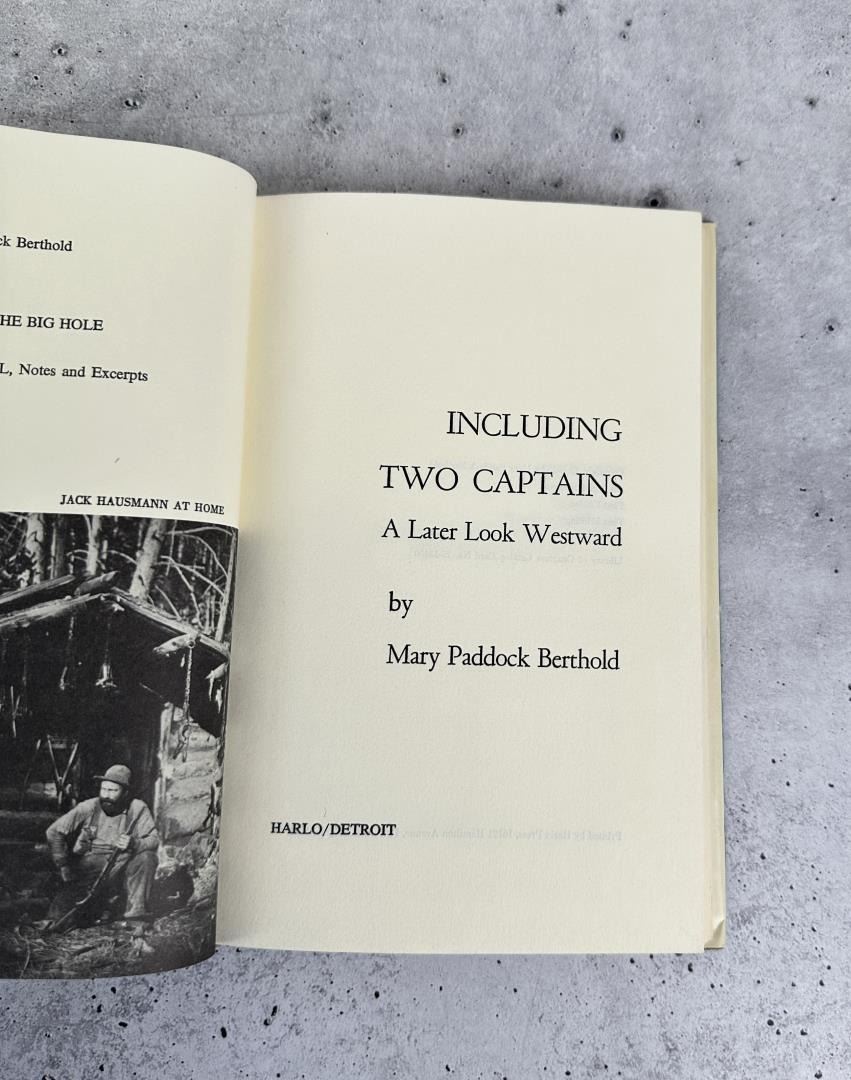 ck Berthold
HE BIG HOLE
L, Notes and Excerpts
JACK HAUSMANN AT HOME
INCLUDING
TWO CAPTAINS
A Later Look Westward
by
Mary Paddock Berthold
HARLO/DETROIT